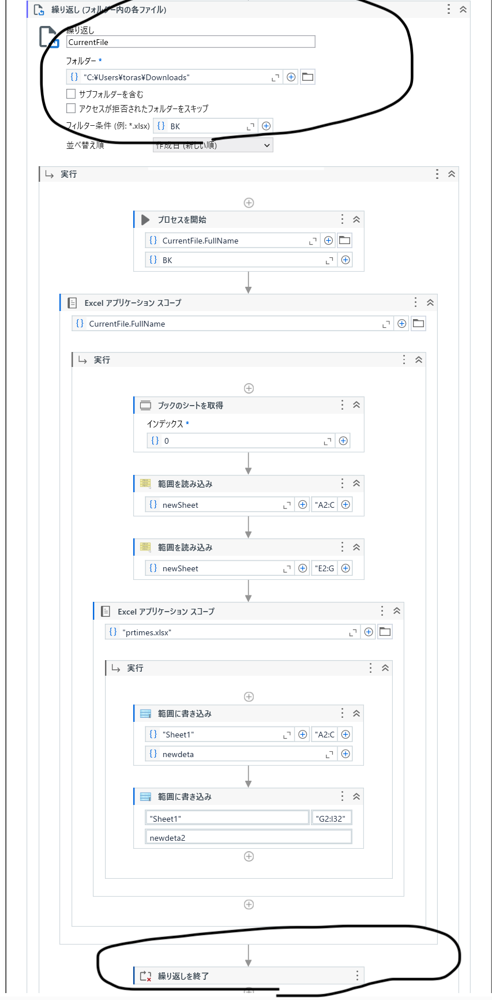 繰り返し (フォルダー内の各ファイル)
繰り返し
CurrentFile
フォルダー *
"C:¥Users¥toras¥Downloads"
サブフォルダーを含む
アクセスが拒否されたフォルダーをスキップ
フィルター条件 (例: *.xlsx) BK
並べ替え順 作成日 (新しい順)
実行
プロセスを開始
CurrentFile.FullName
BK
Excel アプリケーション スコープ
CurrentFile.FullName
実行
ブックのシートを取得
インデックス *
0
範囲を読み込み
newSheet "A2:C
範囲を読み込み
newSheet "E2:G
Excel アプリケーション スコープ
"prtimes.xlsx"
実行
範囲に書き込み
"Sheet1" "A2:C
newdeta
範囲に書き込み
"Sheet1" "G2:I32"
newdeta2
繰り返しを終了